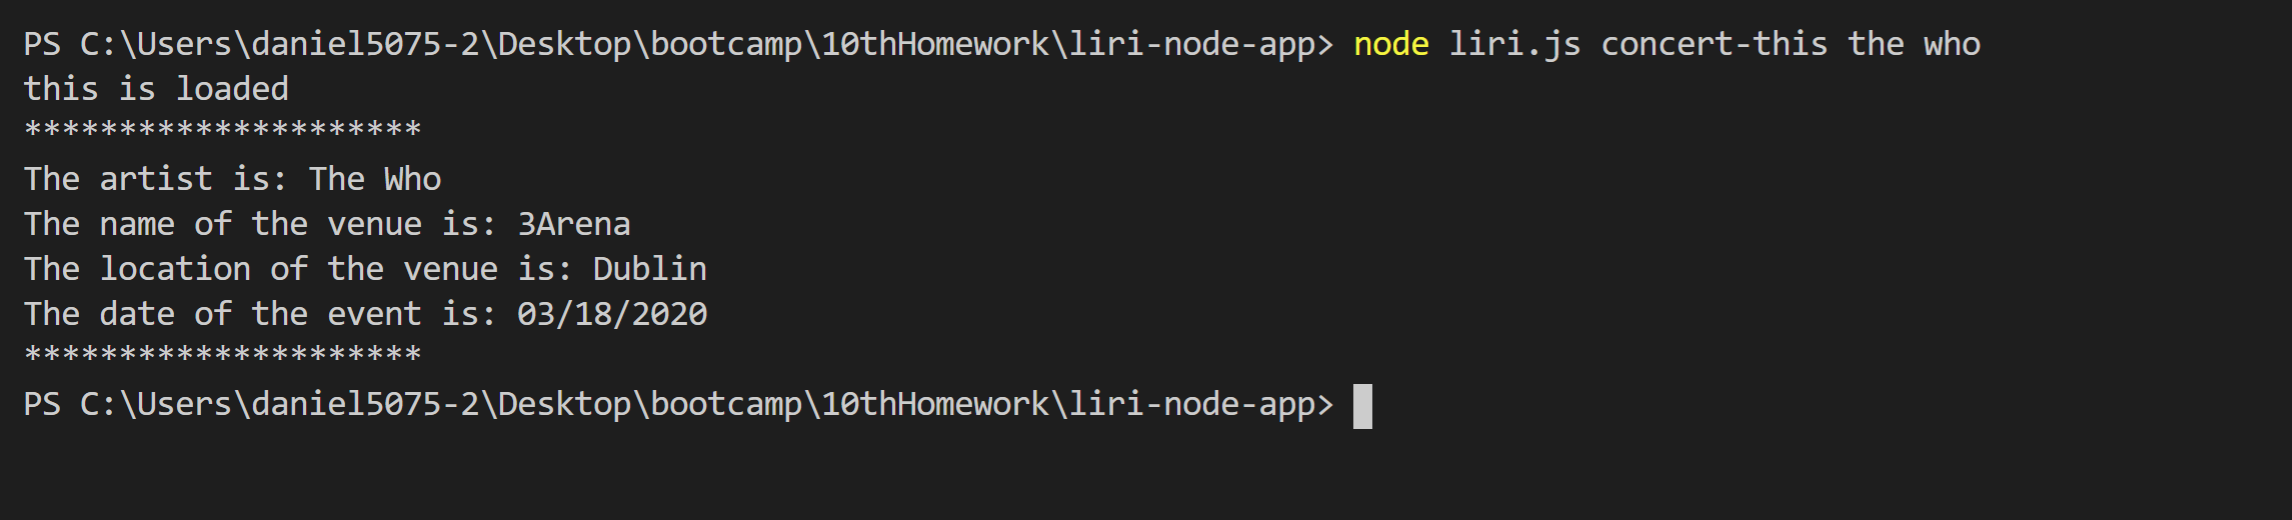 PS C:\Users\daniel5075-2\Desktop\bootcamp\10thHomework\liri-node-app> node liri.js concert-this the who
this is loaded
*********************
The artist is: The Who
The name of the venue is: 3Arena
The location of the venue is: Dublin
The date of the event is: 03/18/2020
*********************
PS C:\Users\daniel5075-2\Desktop\bootcamp\10thHomework\liri-node-app>